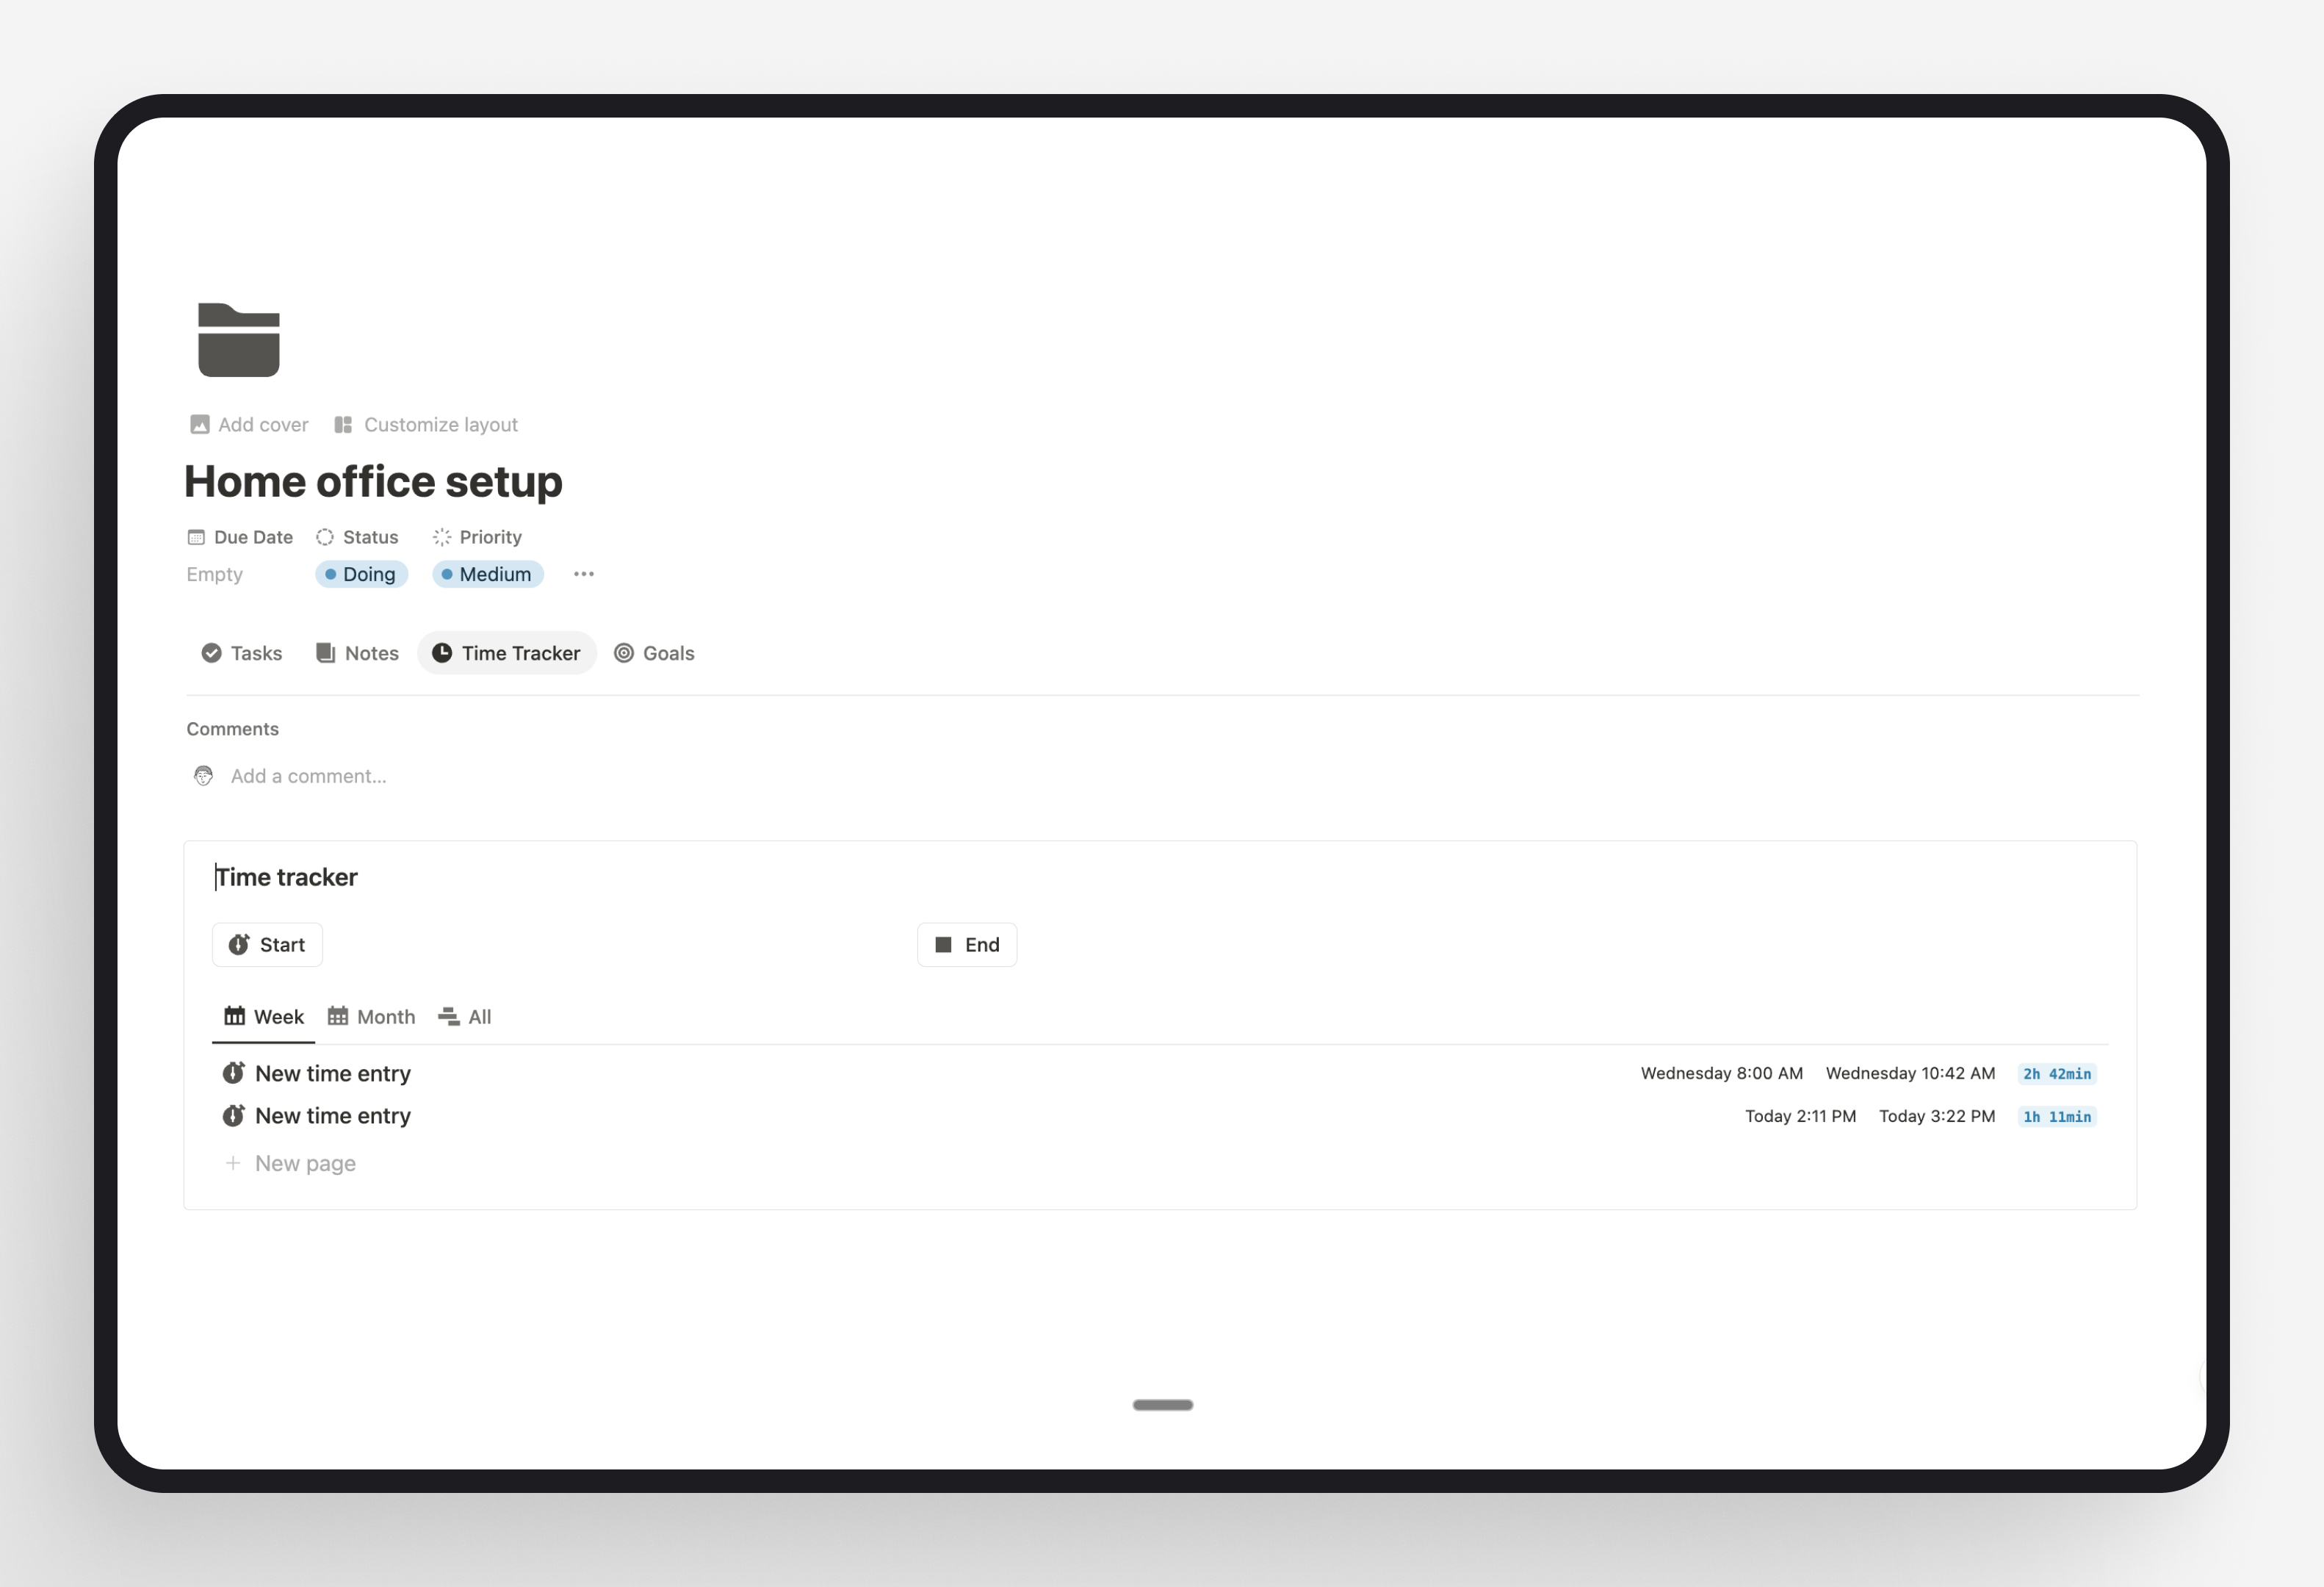 Add cover Customize layout
Home office setup
Due Date Status Priority
Empty Doing Medium
Tasks Notes Time Tracker Goals
Comments
Add a comment...
Time tracker
Start End
Week Month All
New time entry Wednesday 8:00 AM Wednesday 10:42 AM 2h 42min
New time entry Today 2:11 PM Today 3:22 PM 1h 11min
New page